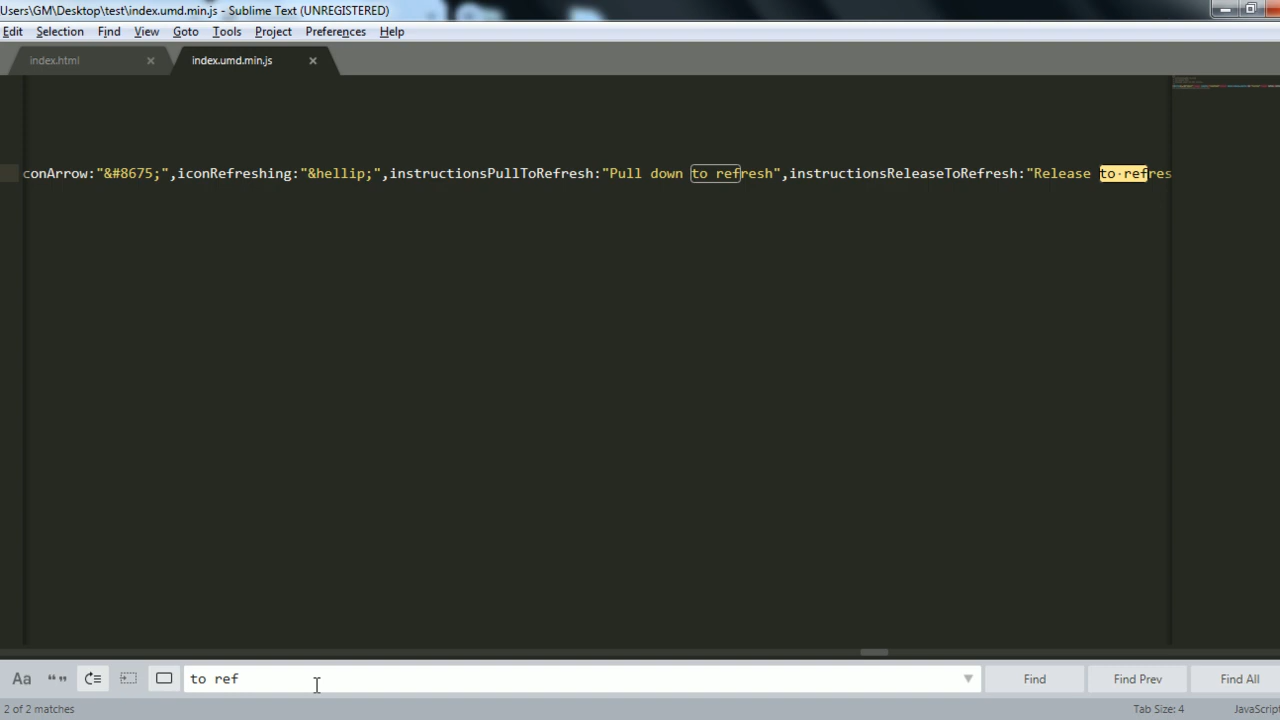 Users\GM\Desktop\test\index.umd.min.js - Sublime Text (UNREGISTERED)
Edit Selection Find View Goto Tools Project Preferences Help
index.html index.umd.min.js
conArrow:"&#8675;",iconRefreshing:"&hellip;",instructionsPullToRefresh:"Pull down to refresh",instructionsReleaseToRefresh:"Release to refres
Aa to ref Find Find Prev Find All
2 of 2 matches Tab Size: 4 JavaScrip